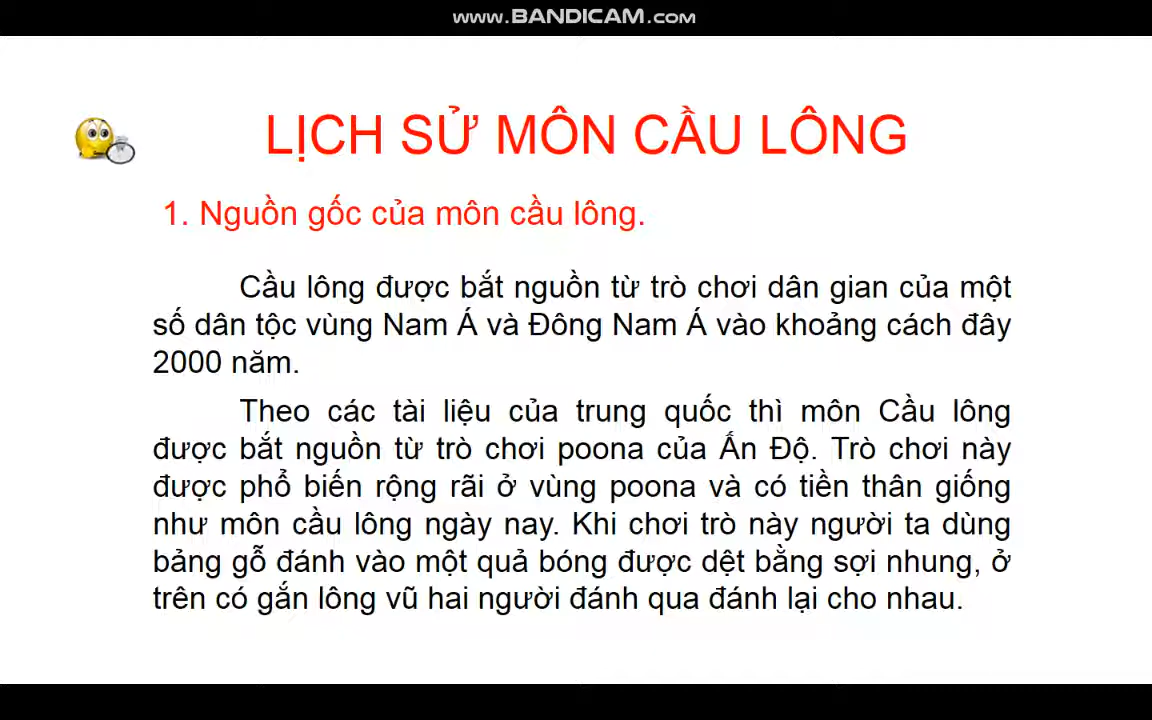 www.BANDICAM.com
LỊCH SỬ MÔN CẦU LÔNG
1. Nguồn gốc của môn cầu lông.
Cầu lông được bắt nguồn từ trò chơi dân gian của một
số dân tộc vùng Nam Á và Đông Nam Á vào khoảng cách đây
2000 năm.
Theo các tài liệu của trung quốc thì môn Cầu lông
được bắt nguồn từ trò chơi poona của Ấn Độ. Trò chơi này
được phổ biến rộng rãi ở vùng poona và có tiền thân giống
như môn cầu lông ngày nay. Khi chơi trò này người ta dùng
bảng gỗ đánh vào một quả bóng được dệt bằng sợi nhung, ở
trên có gắn lông vũ hai người đánh qua đánh lại cho nhau.